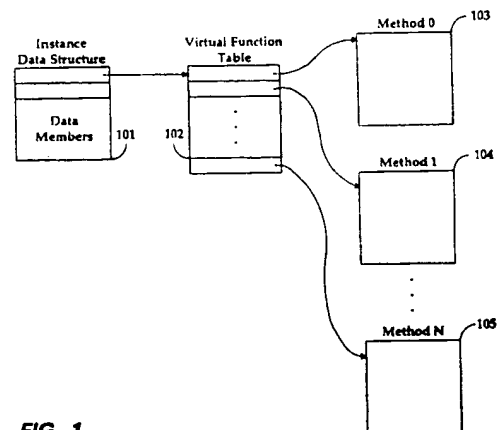 Instance
Data Structure
Data
Members
101
Virtual Function
Table
102
Method 0
103
Method 1
104
Method N
105
FIG. 1